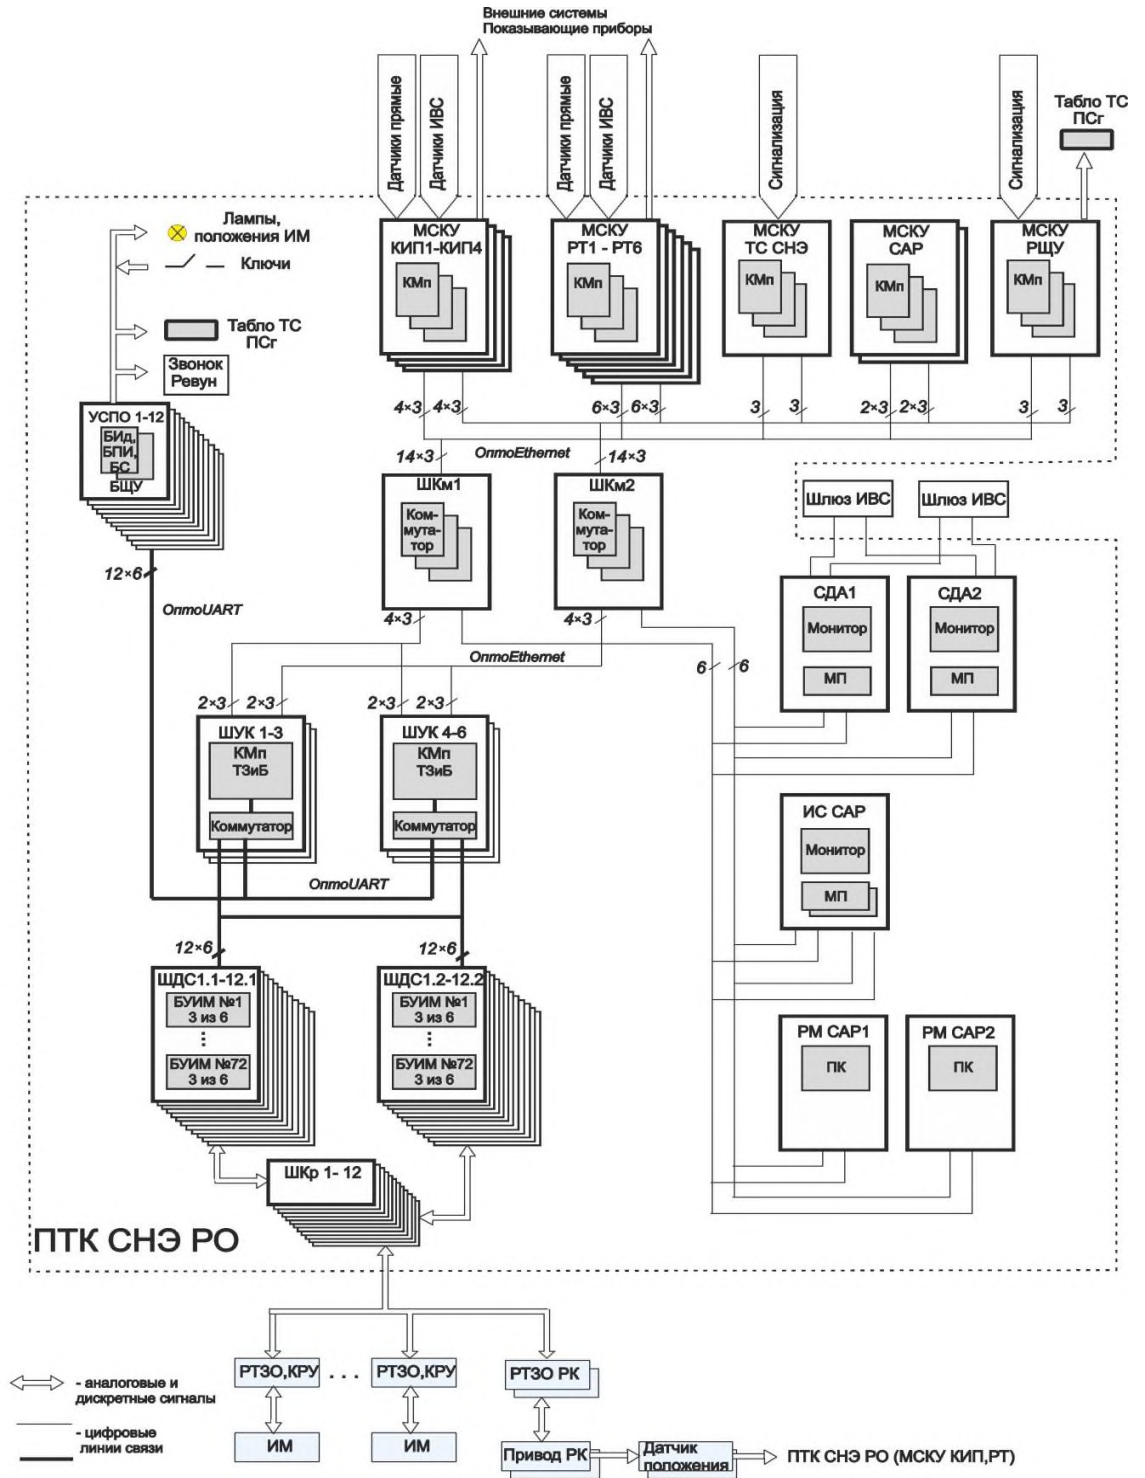 Внешние системы
Показывающие приборы
Датчики прямые
Датчики ИВС
Датчики прямые
Датчики ИВС
Сигнализация
Сигнализация
Табло ТС
ПСг
Лампы,
положения ИМ
Ключи
Табло ТС
ПСг
Звонок
Ревун
МСКУ
КИП1-КИП4
КМп
МСКУ
РТ1 - РТ6
КМп
МСКУ
ТС СНЭ
КМп
МСКУ
САР
КМп
МСКУ
РЩУ
КМп
4×3
4×3
6×3
6×3
3
3
2×3
2×3
3
3
УСПО 1-12
БИд,
БПИ,
БС
БЩУ
ОптоEthernet
14×3
14×3
ШКм1
Ком-
мута-
тор
ШКм2
Ком-
мута-
тор
Шлюз ИВС
Шлюз ИВС
12×6
ОптоUART
4×3
4×3
ОптоEthernet
6
6
СДА1
Монитор
МП
СДА2
Монитор
МП
2×3
2×3
2×3
2×3
ШУК 1-3
КМп
ТЗиБ
Коммутатор
ШУК 4-6
КМп
ТЗиБ
Коммутатор
ИС САР
Монитор
МП
ОптоUART
12×6
12×6
ШДС1.1-12.1
БУИМ №1
3 из 6
БУИМ №72
3 из 6
ШДС1.2-12.2
БУИМ №1
3 из 6
БУИМ №72
3 из 6
РМ САР1
ПК
РМ САР2
ПК
ШКр 1- 12
ПТК СНЭ РО
РТЗО,КРУ
. . .
РТЗО,КРУ
РТЗО РК
- аналоговые и
дискретные сигналы
- цифровые
линии связи
ИМ
ИМ
Привод РК
Датчик
положения
ПТК СНЭ РО (МСКУ КИП,РТ)